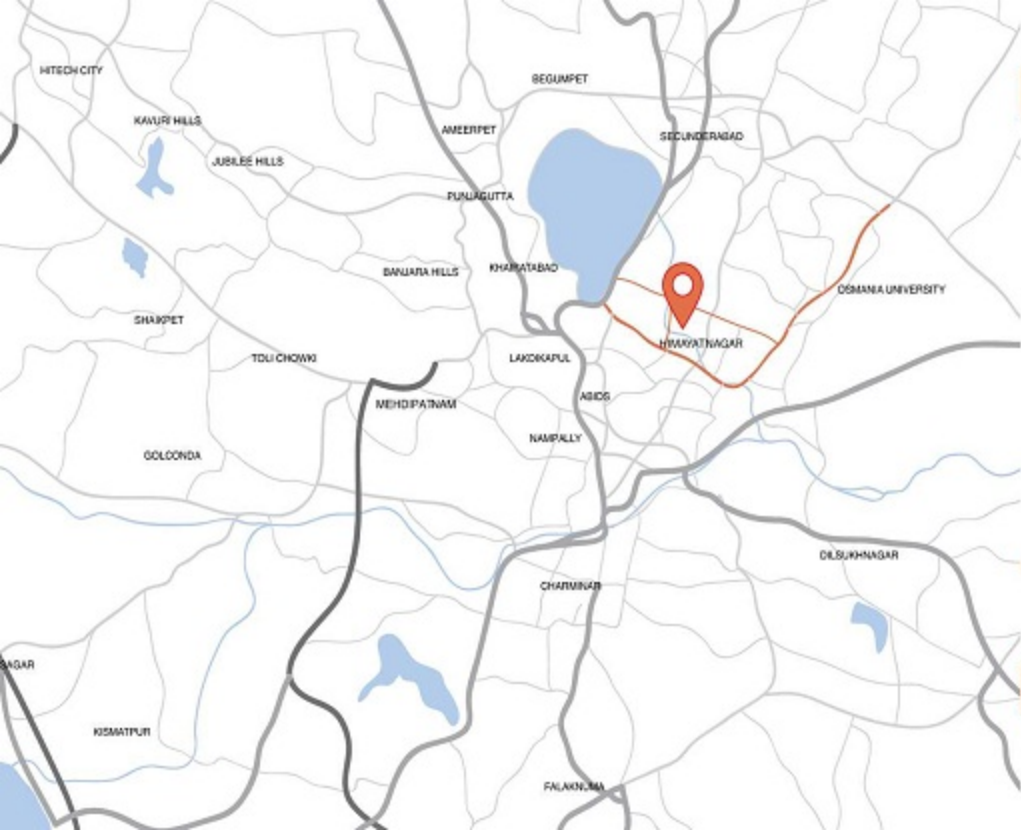 HITECH CITY
BEGUMPET
KAVURI HILLS
AMEERPET
SECUNDERABAD
JUBILEE HILLS
PUNJAGUTTA
BANJARA HILLS
KHAIRATABAD
OSMANIA UNIVERSITY
SHAIKPET
HIMAYATNAGAR
TOLI CHOWKI
LAKDIKAPUL
ABIDS
MEHDIPATNAM
NAMPALLY
GOLCONDA
DILSUKHNAGAR
CHARMINAR
SAGAR
KISMATPUR
FALAKNUMA